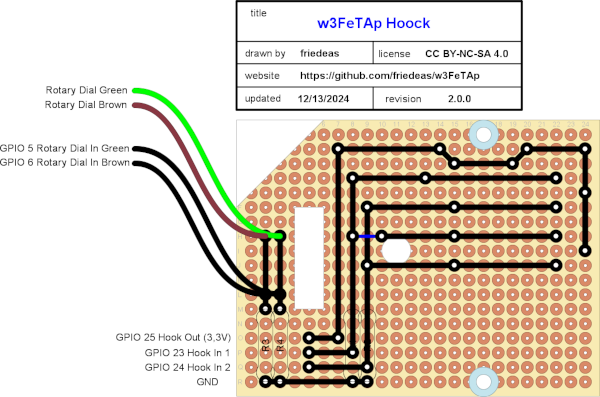 title
w3FeTAp Hoock
drawn by friedeas license CC BY-NC-SA 4.0
website https://github.com/friedeas/w3FeTAp
updated 12/13/2024 revision 2.0.0
Rotary Dial Green
Rotary Dial Brown
GPIO 5 Rotary Dial In Green
GPIO 6 Rotary Dial In Brown
GPIO 25 Hook Out (3,3V)
GPIO 23 Hook In 1
GPIO 24 Hook In 2
GND
R3
R4